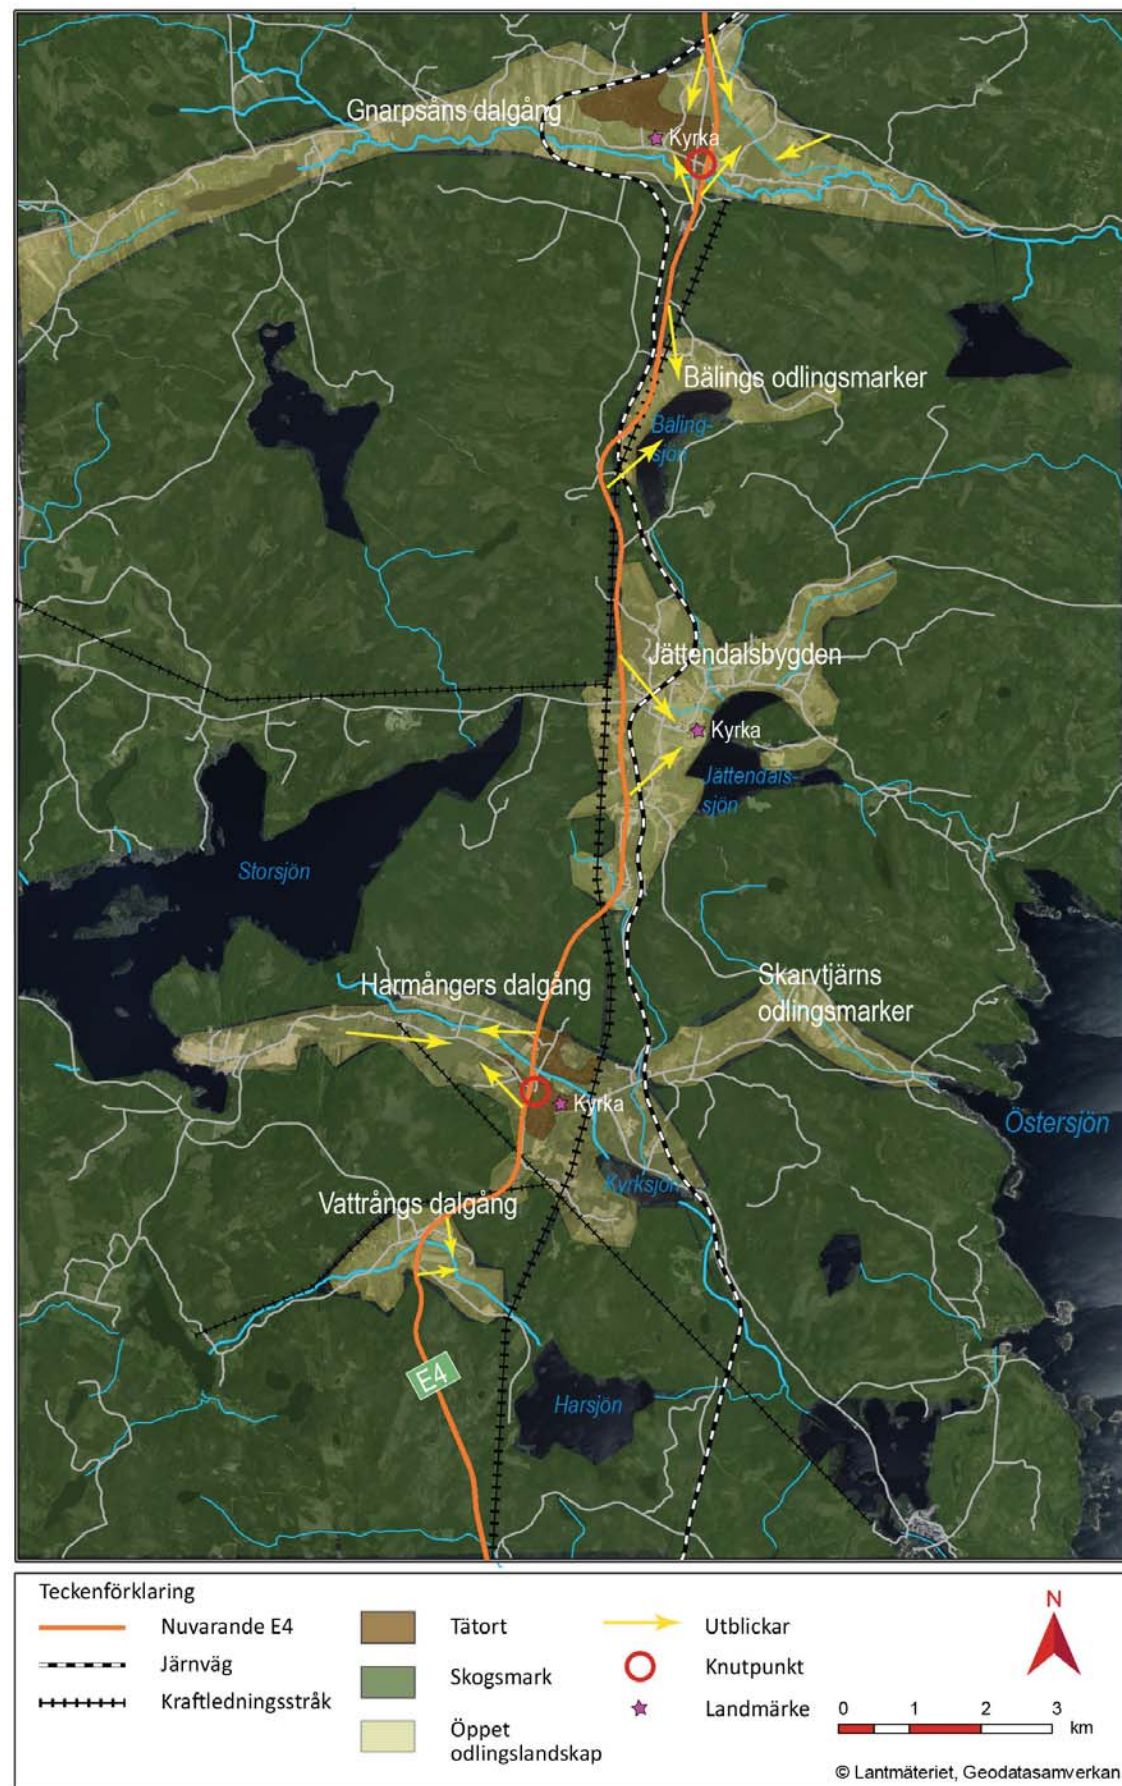 Gnarpsåns dalgång
Kyrka
Bälings odlingsmarker
Bäling-
sjön
Jättendalsbygden
Kyrka
Jättendals-
sjön
Storsjön
Harmångers dalgång
Skarvtjärns
odlingsmarker
Kyrka
Östersjön
Kyrksjön
Vattrångs dalgång
E4
Harsjön
Teckenförklaring
Nuvarande E4
Järnväg
Kraftledningsstråk
Tätort
Skogsmark
Öppet
odlingslandskap
Utblickar
Knutpunkt
Landmärke
N
0 1 2 3
km
© Lantmäteriet, Geodatasamverkan